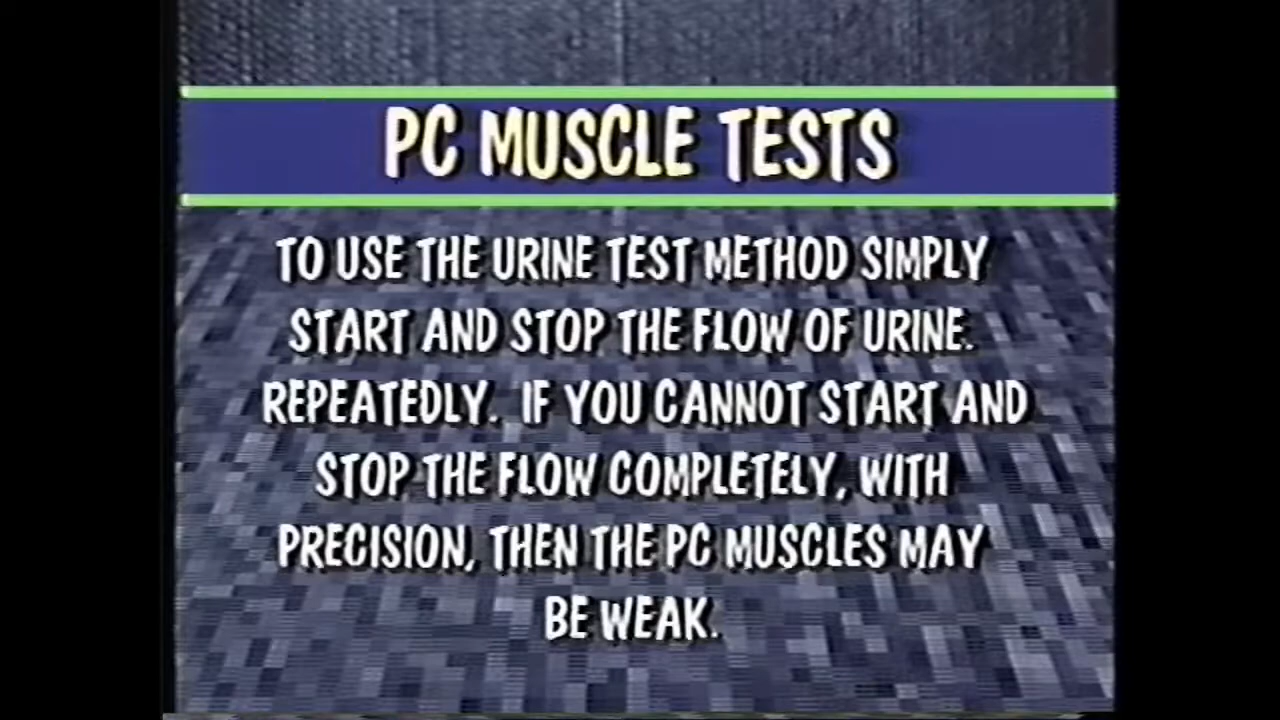 PC MUSCLE TESTS
TO USE THE URINE TEST METHOD SIMPLY
START AND STOP THE FLOW OF URINE.
REPEATEDLY. IF YOU CANNOT START AND
STOP THE FLOW COMPLETELY, WITH
PRECISION, THEN THE PC MUSCLES MAY
BE WEAK.